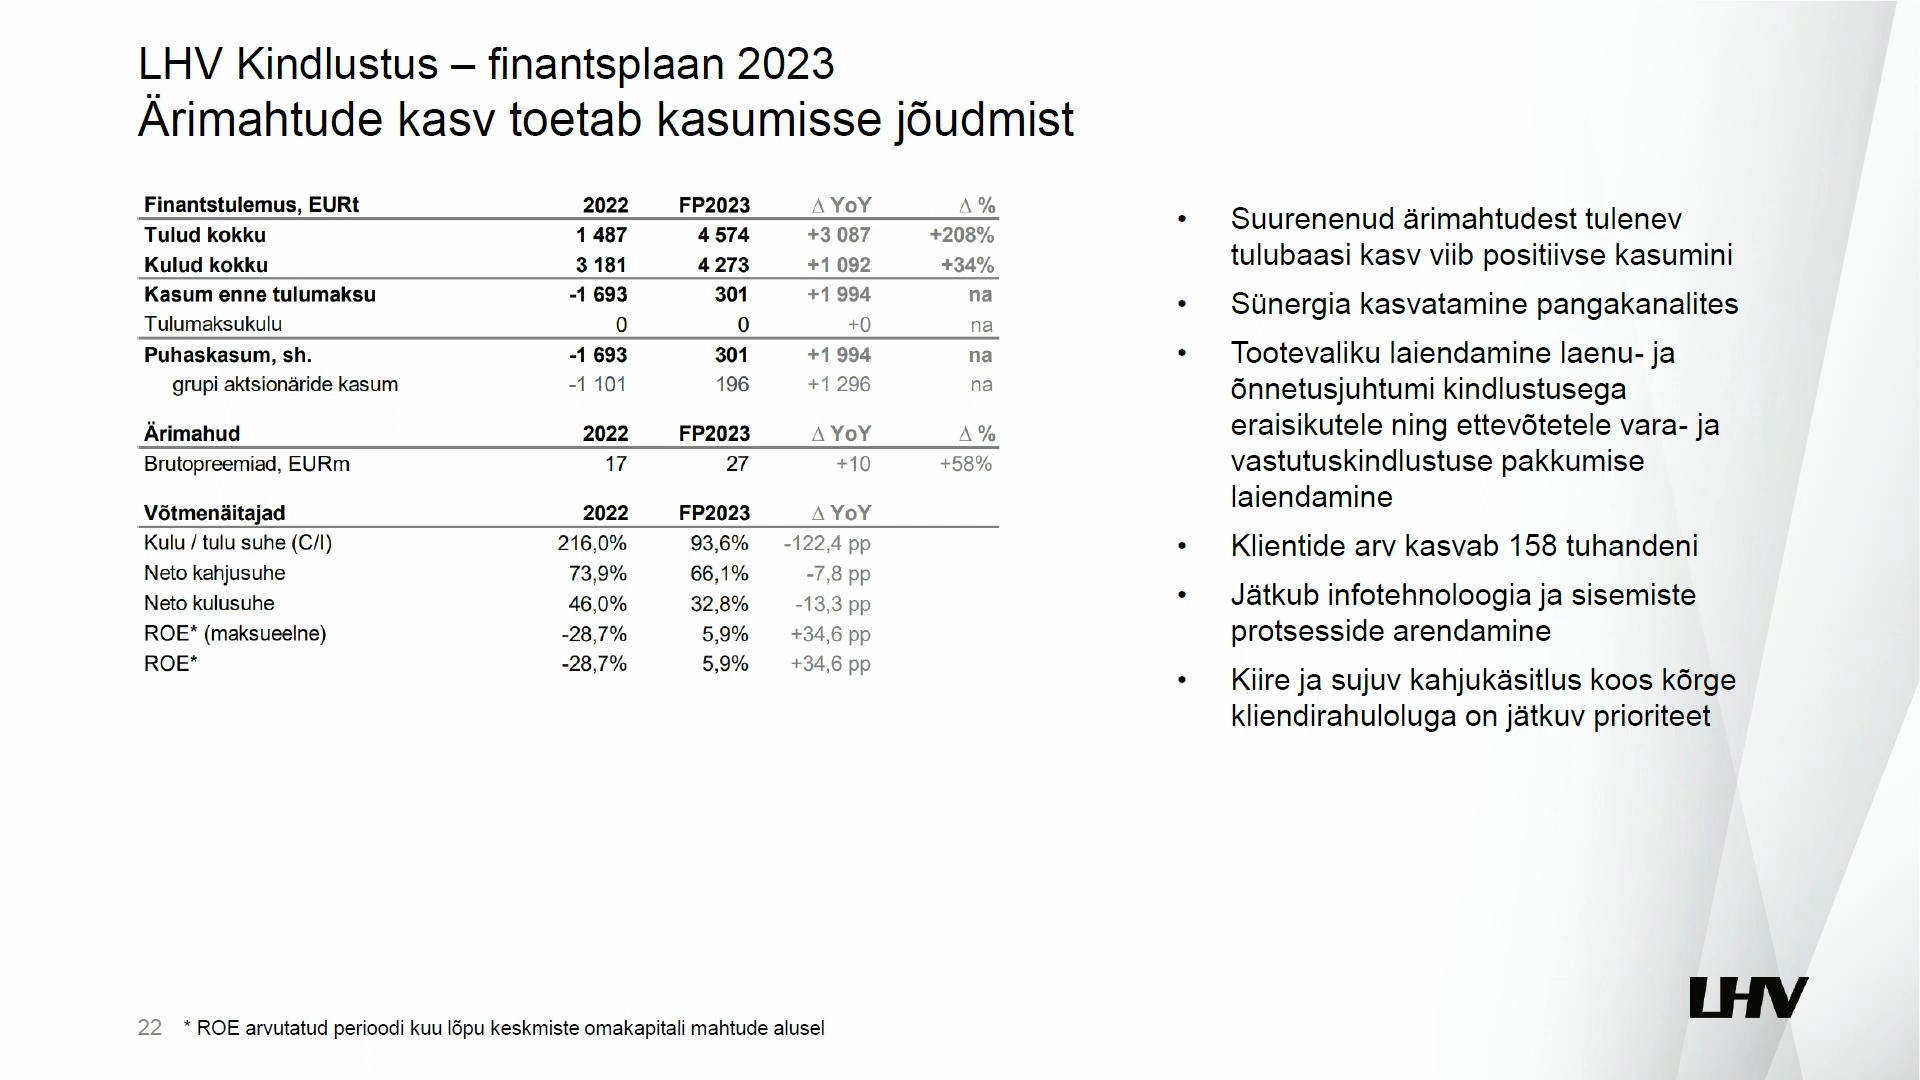 LHV Kindlustus – finantsplaan 2023
Ärimahtude kasv toetab kasumisse jõudmist
Finantstulemus, EURt 2022 FP2023 Δ YoY Δ %
Tulud kokku 1 487 4 574 +3 087 +208%
Kulud kokku 3 181 4 273 +1 092 +34%
Kasum enne tulumaksu -1 693 301 +1 994 na
Tulumaksukulu 0 0 +0 na
Puhaskasum, sh. -1 693 301 +1 994 na
grupi aktsionäride kasum -1 101 196 +1 296 na
Ärimahud 2022 FP2023 Δ YoY Δ %
Brutopreemiad, EURm 17 27 +10 +58%
Võtmenäitajad 2022 FP2023 Δ YoY
Kulu / tulu suhe (C/I) 216,0% 93,6% -122,4 pp
Neto kahjusuhe 73,9% 66,1% -7,8 pp
Neto kulusuhe 46,0% 32,8% -13,3 pp
ROE* (maksueelne) -28,7% 5,9% +34,6 pp
ROE* -28,7% 5,9% +34,6 pp
• Suurenenud ärimahtudest tulenev
tulubaasi kasv viib positiivse kasumini
• Sünergia kasvatamine pangakanalites
• Tootevaliku laiendamine laenu- ja
õnnetusjuhtumi kindlustusega
eraisikutele ning ettevõtetele vara- ja
vastutuskindlustuse pakkumise
laiendamine
• Klientide arv kasvab 158 tuhandeni
• Jätkub infotehnoloogia ja sisemiste
protsesside arendamine
• Kiire ja sujuv kahjukäsitlus koos kõrge
kliendirahuloluga on jätkuv prioriteet
LHV
22 * ROE arvutatud perioodi kuu lõpu keskmiste omakapitali mahtude alusel